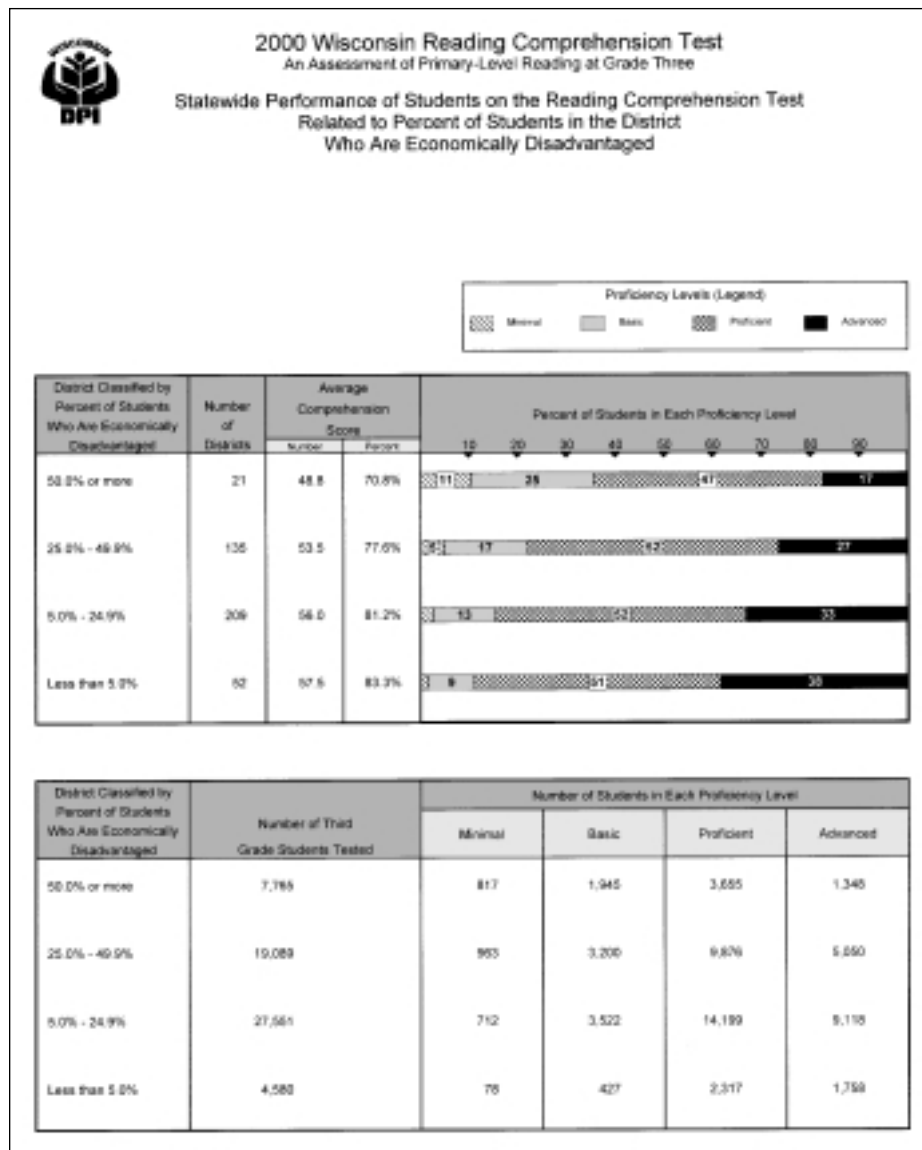 WISCONSIN
DPI
2000 Wisconsin Reading Comprehension Test
An Assessment of Primary-Level Reading at Grade Three
Statewide Performance of Students on the Reading Comprehension Test
Related to Percent of Students in the District
Who Are Economically Disadvantaged
Proficiency Levels (Legend)
Minimal Basic Proficient Advanced
District Classified by
Percent of Students
Who Are Economically
Disadvantaged
Number
of
Districts
Average
Comprehension
Score
Number Percent
Percent of Students in Each Proficiency Level
10 20 30 40 50 60 70 80 90
50.0% or more 21 48.8 70.8% 11 25 47 17
25.0% - 49.9% 135 53.5 77.6% 5 17 52 27
5.0% - 24.9% 209 56.0 81.2% 13 52 33
Less than 5.0% 57.5 83.3% 9 51 38
District Classified by
Percent of Students
Who Are Economically
Disadvantaged
Number of Third
Grade Students Tested
Number of Students in Each Proficiency Level
Minimal Basic Proficient Advanced
50.0% or more 7,765 817 1,945 3,655 1,348
25.0% - 49.9% 19,089 963 3,200 9,876 5,050
5.0% - 24.9% 27,551 712 3,522 14,199 9,118
Less than 5.0% 4,580 78 427 2,317 1,758